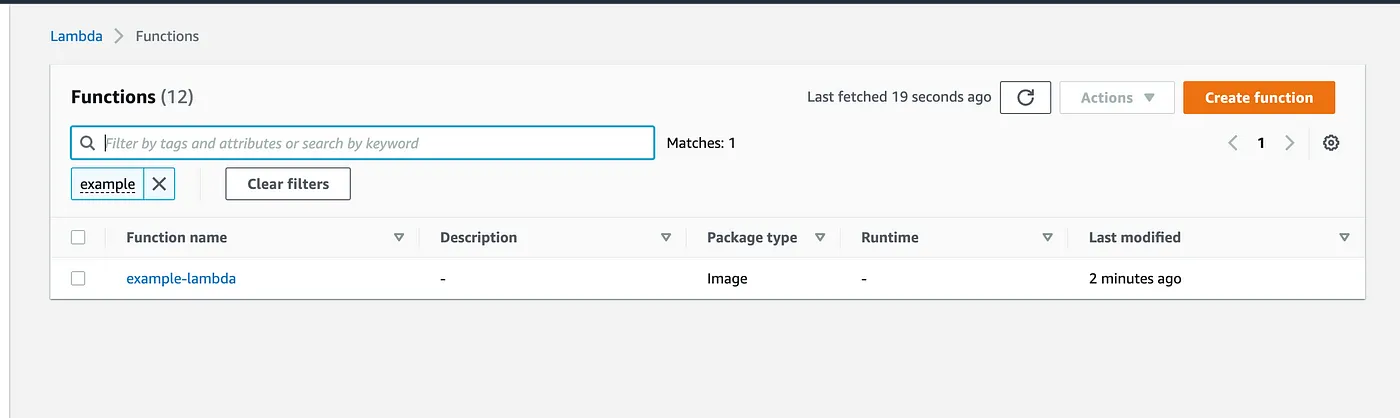 Lambda > Functions
Functions (12)
Last fetched 19 seconds ago
Actions
Create function
Filter by tags and attributes or search by keyword
Matches: 1
1
example
Clear filters
Function name Description Package type Runtime Last modified
example-lambda - Image - 2 minutes ago